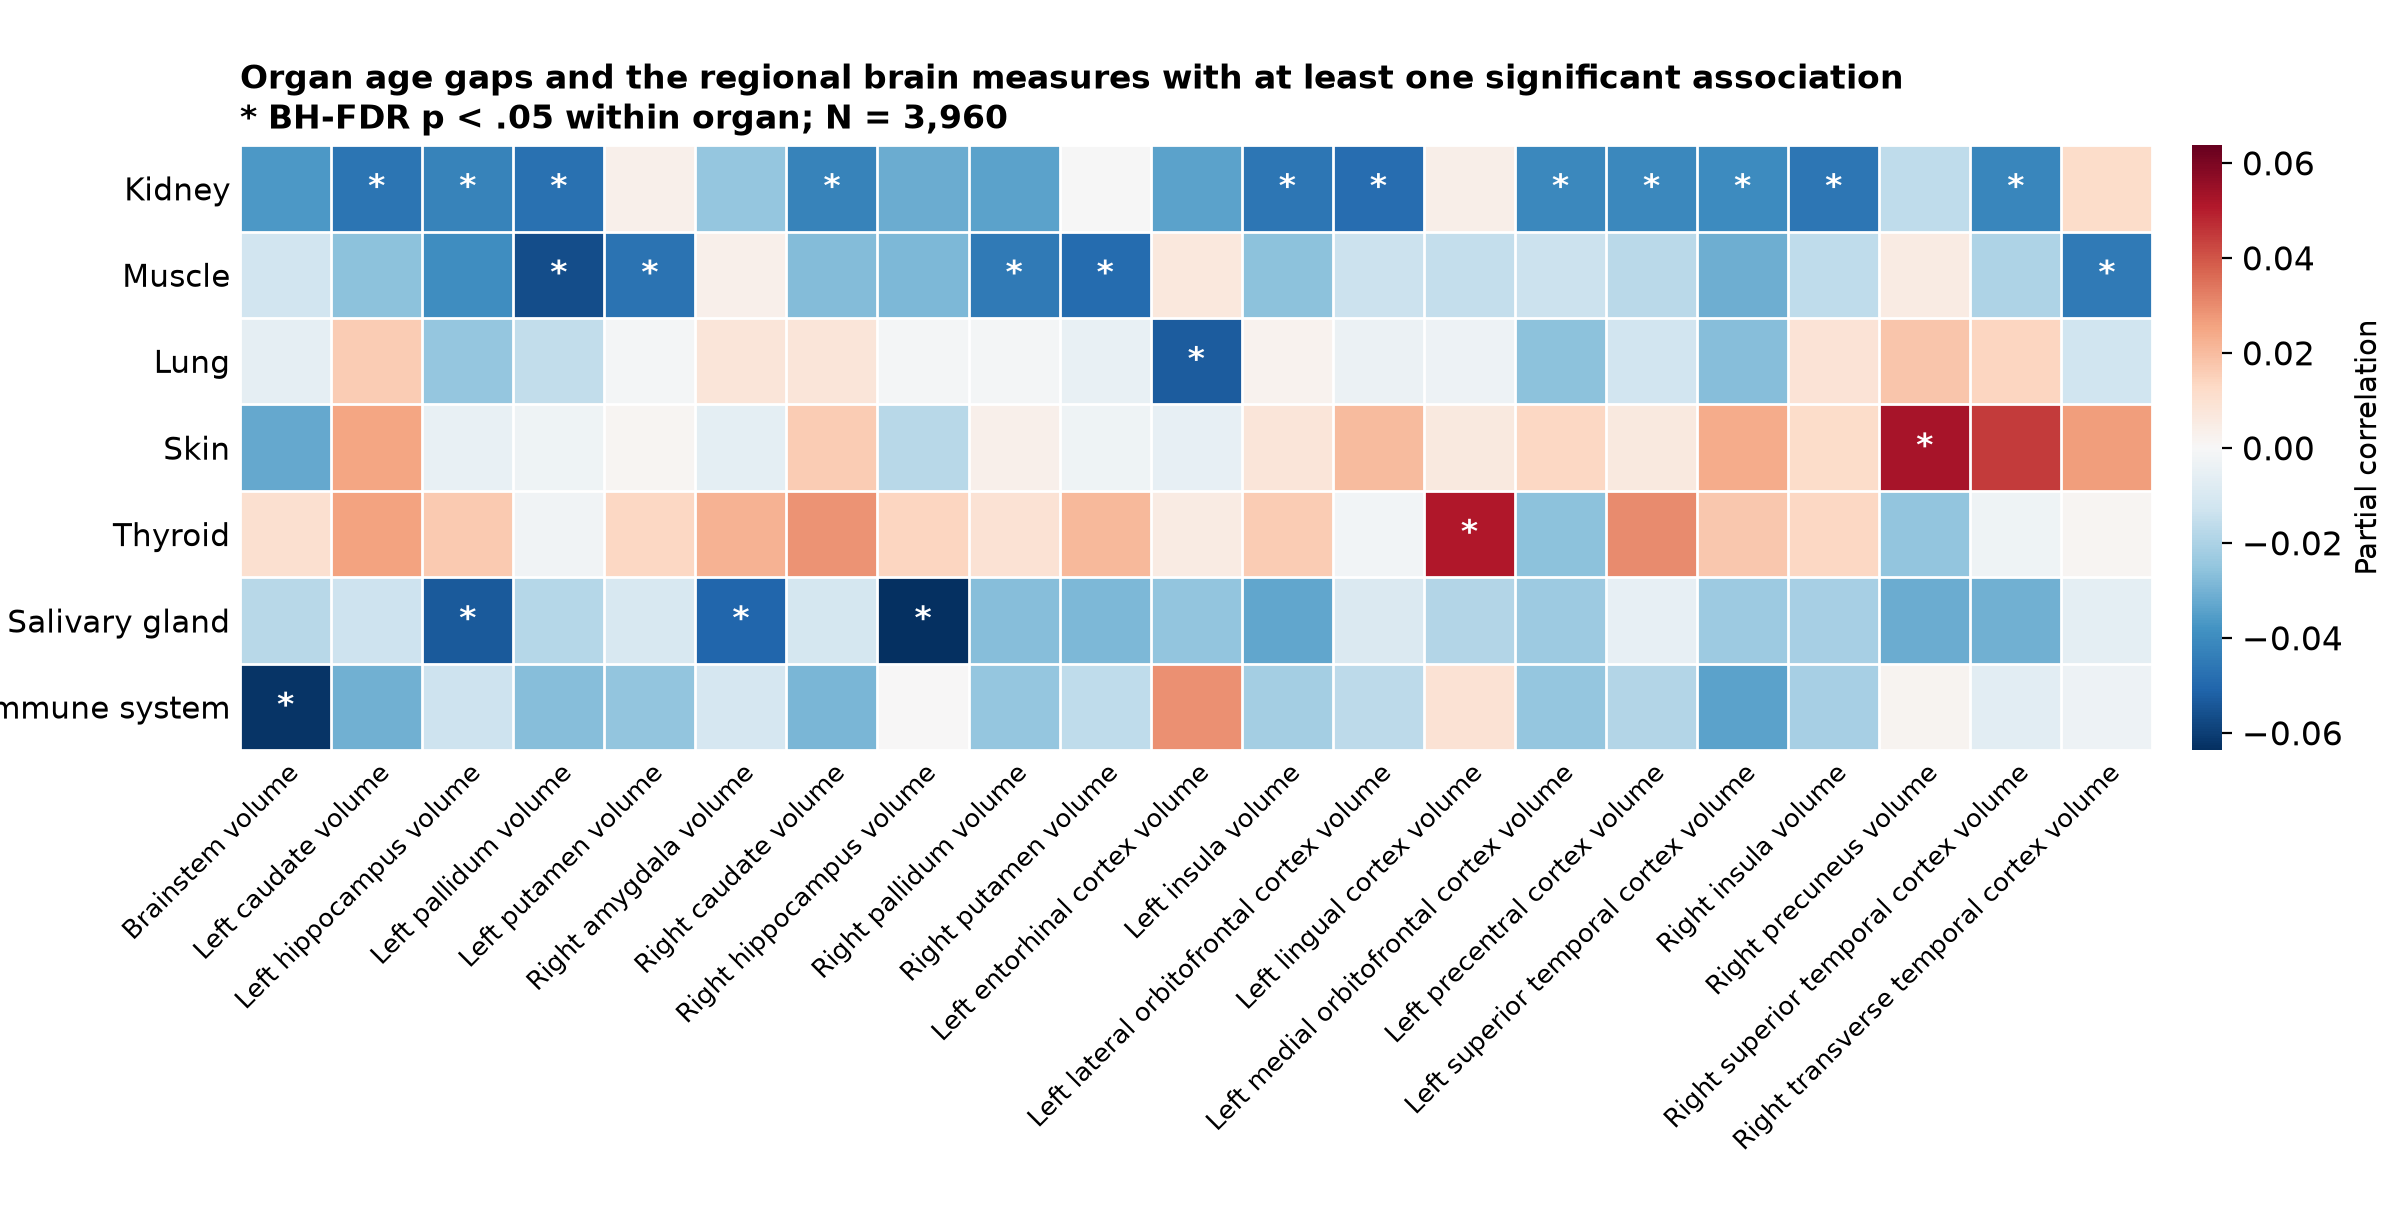 Organ age gaps and the regional brain measures with at least one significant association
* BH-FDR p < .05 within organ; N = 3,960
Kidney
* * * * * * * * * * *
Muscle
* * * * *
Lung
*
Skin
*
Thyroid
*
Salivary gland
* * *
mmune system
*
0.06
0.04
0.02
0.00
−0.02
−0.04
−0.06
Partial correlation
Brainstem volume
Left caudate volume
Left hippocampus volume
Left pallidum volume
Left putamen volume
Right amygdala volume
Right caudate volume
Right hippocampus volume
Right pallidum volume
Right putamen volume
Left entorhinal cortex volume
Left insula volume
Left lateral orbitofrontal cortex volume
Left lingual cortex volume
Left medial orbitofrontal cortex volume
Left precentral cortex volume
Left superior temporal cortex volume
Right insula volume
Right precuneus volume
Right superior temporal cortex volume
Right transverse temporal cortex volume